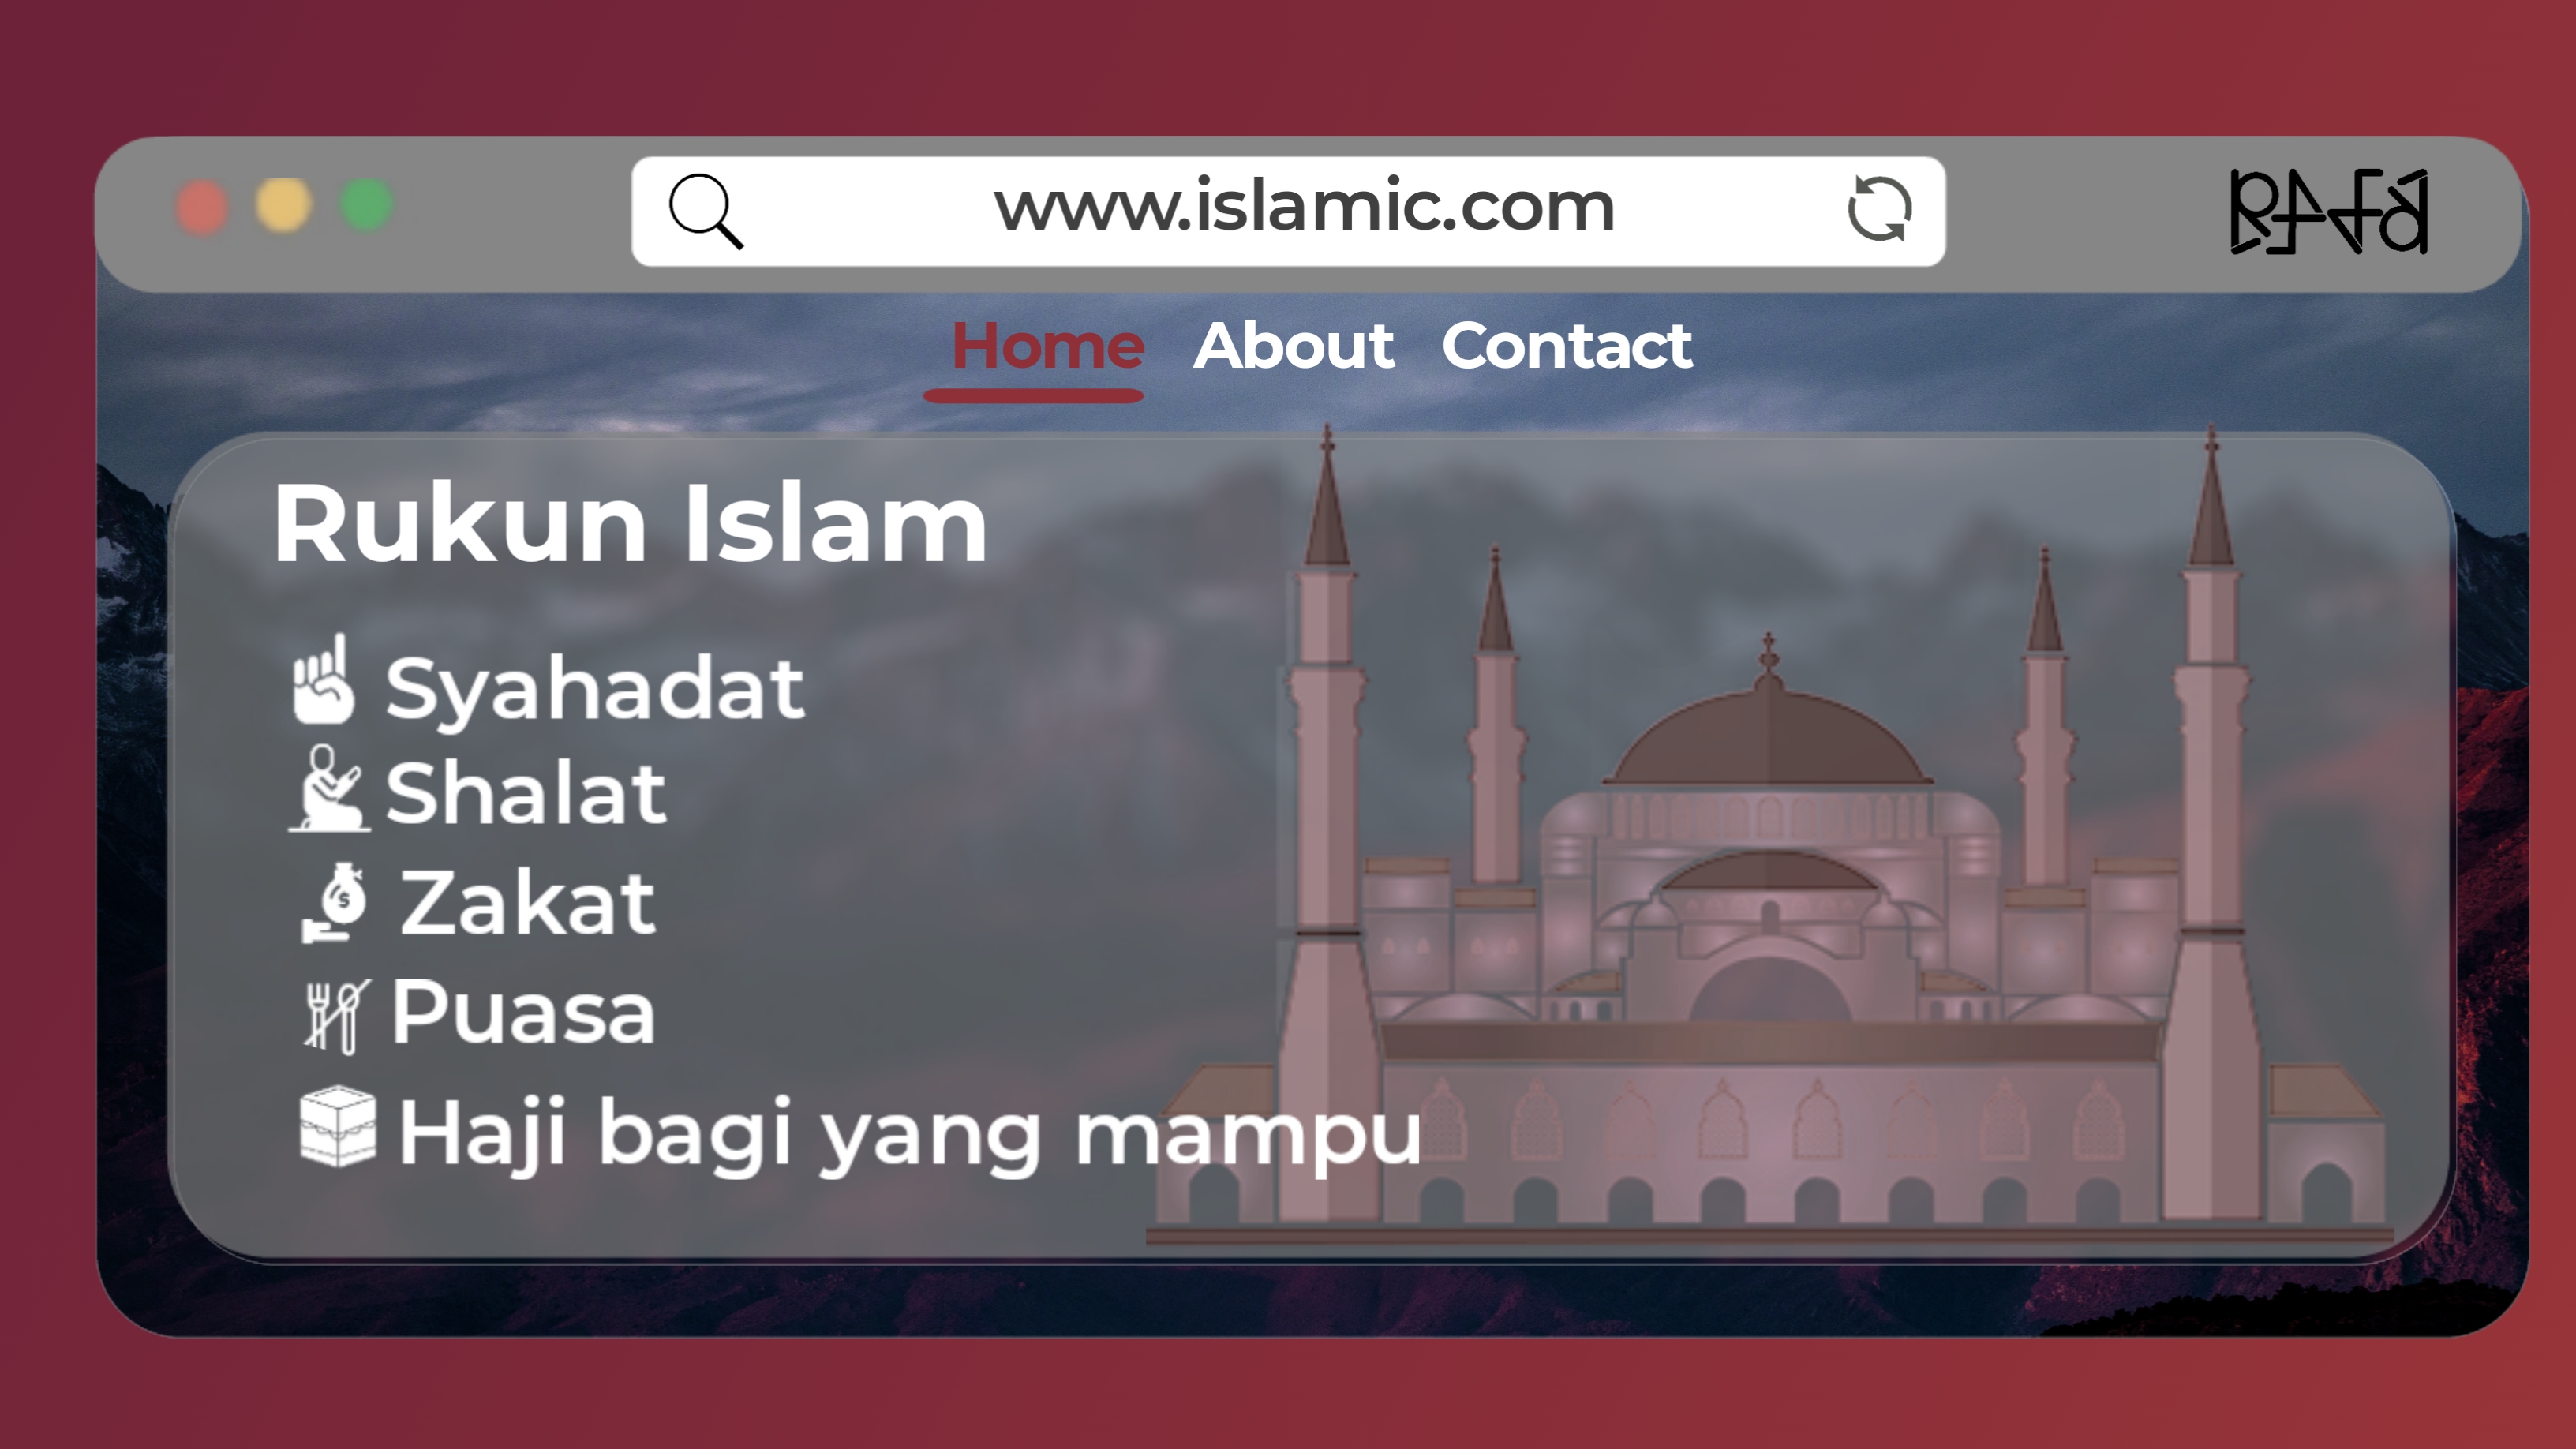 www.islamic.com
RAFA
Home About Contact
Rukun Islam
Syahadat
Shalat
Zakat
Puasa
Haji bagi yang mampu